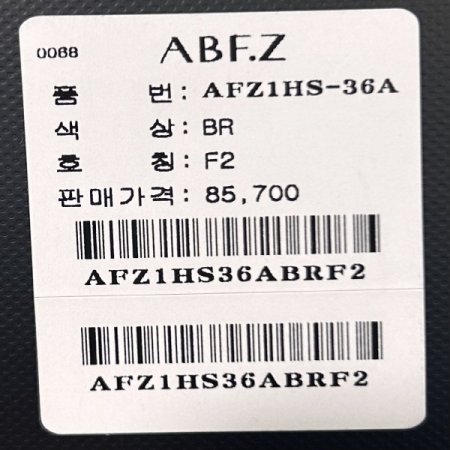 0068 ABF.Z
품 번 : AFZ1HS-36A
색 상 : BR
호 칭 : F2
판매가격 : 85,700
AFZ1HS36ABRF2
AFZ1HS36ABRF2